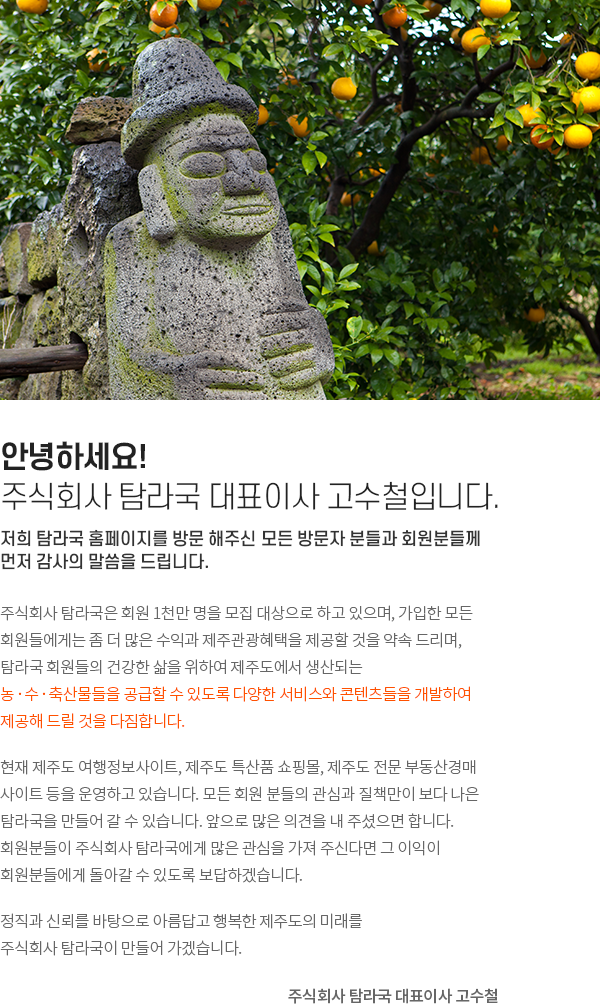 안녕하세요!
주식회사 탐라국 대표이사 고수철입니다.
저희 탐라국 홈페이지를 방문 해주신 모든 방문자 분들과 회원분들께
먼저 감사의 말씀을 드립니다.
주식회사 탐라국은 회원 1천만 명을 모집 대상으로 하고 있으며, 가입한 모든
회원들에게는 좀 더 많은 수익과 제주관광혜택을 제공할 것을 약속 드리며,
탐라국 회원들의 건강한 삶을 위하여 제주도에서 생산되는
농 · 수 · 축산물들을 공급할 수 있도록 다양한 서비스와 콘텐츠들을 개발하여
제공해 드릴 것을 다짐합니다.
현재 제주도 여행정보사이트, 제주도 특산품 쇼핑몰, 제주도 전문 부동산경매
사이트 등을 운영하고 있습니다. 모든 회원 분들의 관심과 질책만이 보다 나은
탐라국을 만들어 갈 수 있습니다. 앞으로 많은 의견을 내 주셨으면 합니다.
회원분들이 주식회사 탐라국에게 많은 관심을 가져 주신다면 그 이익이
회원분들에게 돌아갈 수 있도록 보답하겠습니다.
정직과 신뢰를 바탕으로 아름답고 행복한 제주도의 미래를
주식회사 탐라국이 만들어 가겠습니다.
주식회사 탐라국 대표이사 고수철